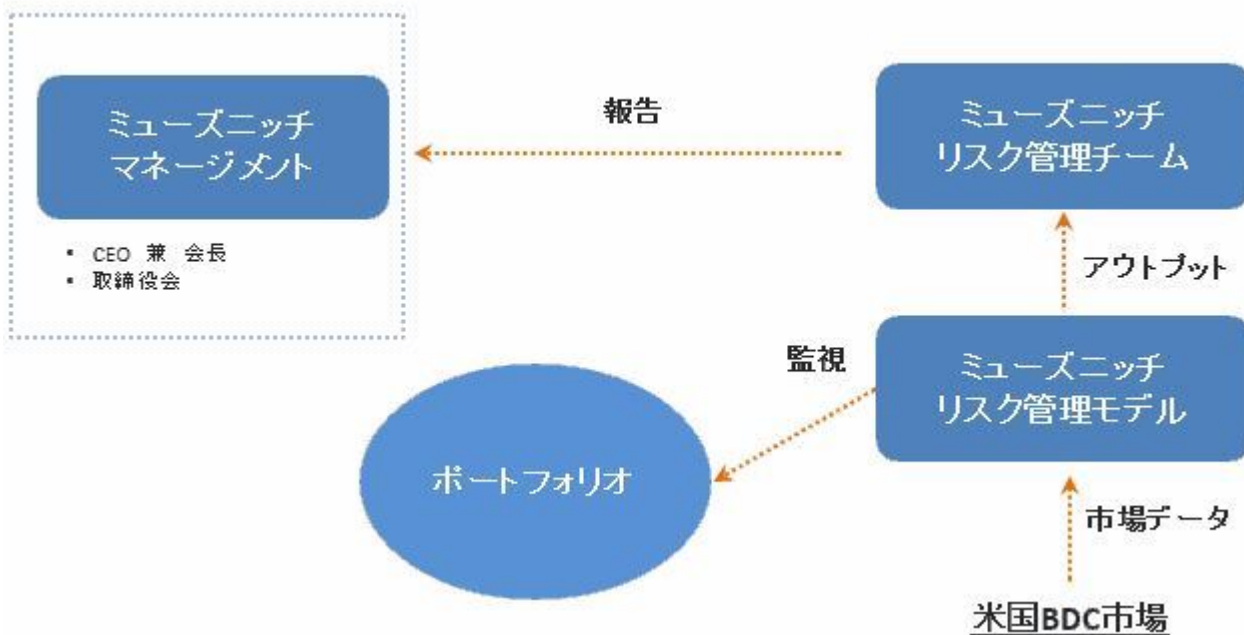 ミューズニッチ
マネージメント
▪ CEO 兼 会長
▪ 取締役会
報告
ミューズニッチ
リスク管理チーム
アウトプット
監視
ミューズニッチ
リスク管理モデル
ポートフォリオ
市場データ
米国BDC市場